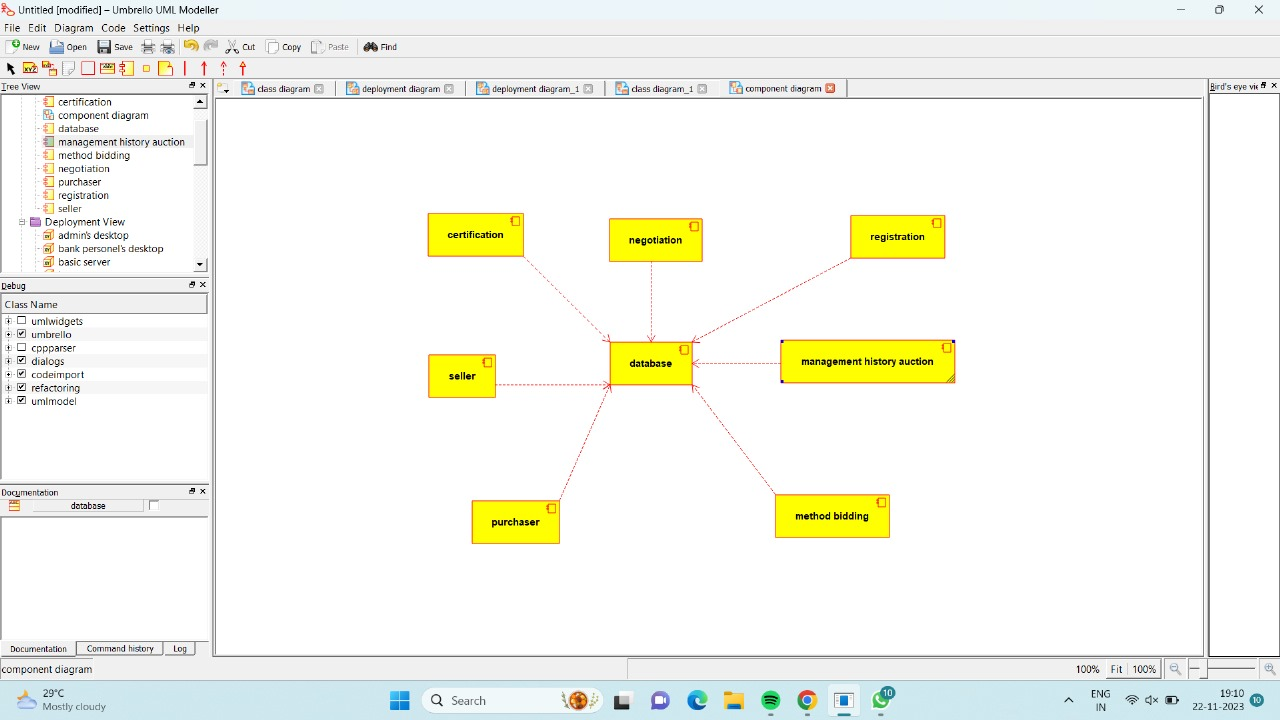 Untitled [modified] – Umbrello UML Modeller
File Edit Diagram Code Settings Help
New Open Save Cut Copy Paste Find
Tree View
class diagram deployment diagram deployment diagram_1 class diagram_1 component diagram
Bird's eye vie
certification
component diagram
database
management history auction
method bidding
negotiation
purchaser
registration
seller
Deployment View
admin's desktop
bank personel's desktop
basic server
Debug
Class Name
umlwidgets
umbrello
cppparser
dialogs
codeimport
refactoring
umlmodel
Documentation
database
Documentation Command history Log
certification
negotiation
registration
seller
database
management history auction
purchaser
method bidding
component diagram
100% Fit 100%
29°C
Mostly cloudy
Search
10
ENG
IN
19:10
22-11-2023
10